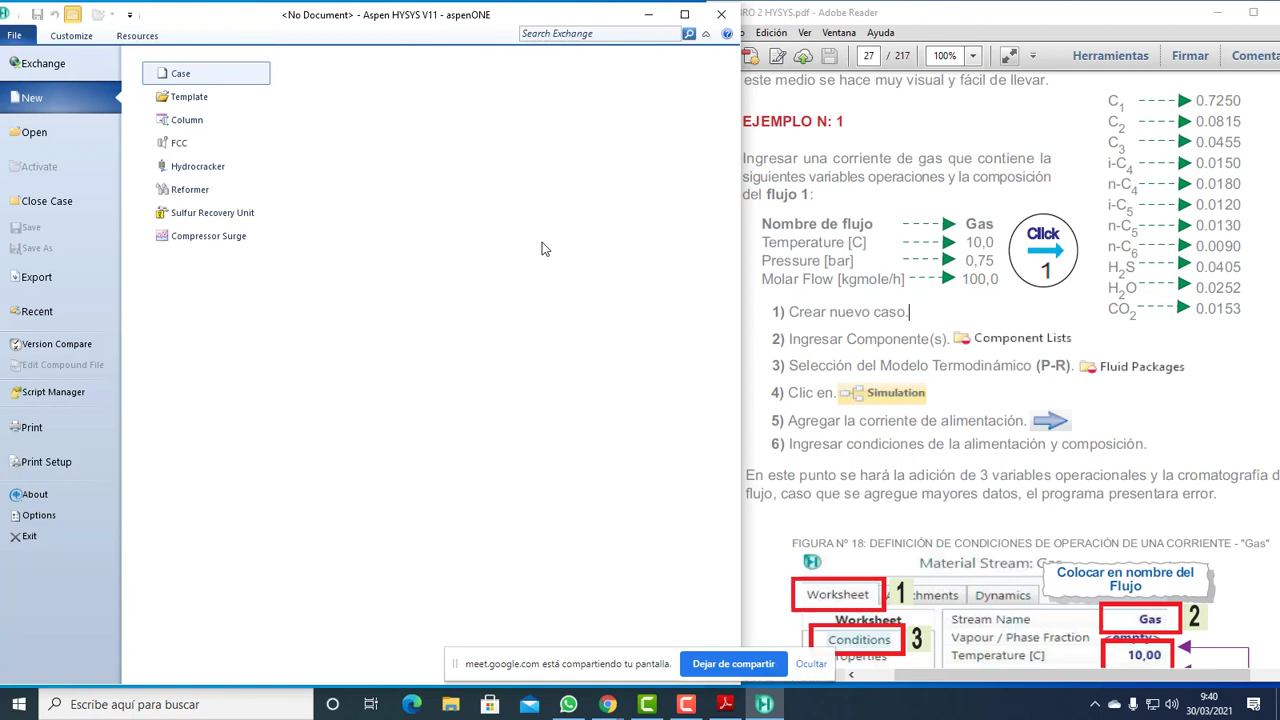 <No Document> - Aspen HYSYS V11 - aspenONE
File
Customize
Resources
Search Exchange
Exchange
New
Open
Activate
Close Case
Save
Save As
Export
Recent
Version Compare
Edit Compound File
Script Manager
Print
Print Setup
About
Options
Exit
Case
Template
Column
FCC
Hydrocracker
Reformer
Sulfur Recovery Unit
Compressor Surge
BRO 2 HYSYS.pdf - Adobe Reader
Edición Ver Ventana Ayuda
27 / 217 100% Herramientas Firmar Comenta
este medio se hace muy visual y fácil de llevar.
EJEMPLO N: 1
Ingresar una corriente de gas que contiene la
siguientes variables operaciones y la composición
del flujo 1:
Nombre de flujo Gas
Temperature [C] 10,0
Pressure [bar] 0,75
Molar Flow [kgmole/h] 100,0
Cllck
1
C1 0.7250
C2 0.0815
C3 0.0455
i-C4 0.0150
n-C4 0.0180
i-C5 0.0120
n-C5 0.0130
n-C6 0.0090
H2S 0.0405
H2O 0.0252
CO2 0.0153
1) Crear nuevo caso.
2) Ingresar Componente(s). Component Lists
3) Selección del Modelo Termodinámico (P-R). Fluid Packages
4) Clic en. Simulation
5) Agregar la corriente de alimentación.
6) Ingresar condiciones de la alimentación y composición.
En este punto se hará la adición de 3 variables operacionales y la cromatografía d
flujo, caso que se agregue mayores datos, el programa presentara error.
FIGURA Nº 18: DEFINICIÓN DE CONDICIONES DE OPERACIÓN DE UNA CORRIENTE - "Gas"
Material Stream: Ga
Colocar en nombre del
Flujo
Worksheet 1 chments Dynamics
Worksheet Stream Name Gas 2
Conditions 3 Vapour / Phase Fraction <empty>
Properties Temperature [C] 10,00
meet.google.com está compartiendo tu pantalla. Dejar de compartir Ocultar
Escribe aquí para buscar
9:40
30/03/2021